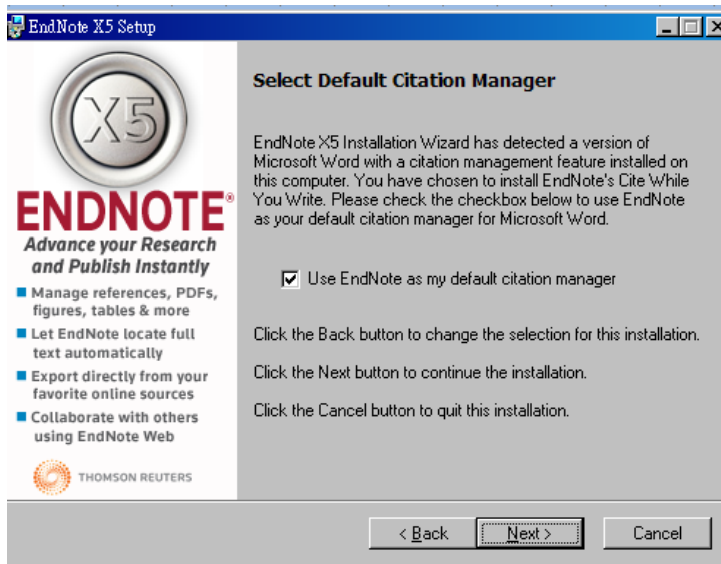 EndNote X5 Setup
X5
ENDNOTE®
Advance your Research
and Publish Instantly
Manage references, PDFs,
figures, tables & more
Let EndNote locate full
text automatically
Export directly from your
favorite online sources
Collaborate with others
using EndNote Web
THOMSON REUTERS
Select Default Citation Manager
EndNote X5 Installation Wizard has detected a version of
Microsoft Word with a citation management feature installed on
this computer. You have chosen to install EndNote's Cite While
You Write. Please check the checkbox below to use EndNote
as your default citation manager for Microsoft Word.
Use EndNote as my default citation manager
Click the Back button to change the selection for this installation.
Click the Next button to continue the installation.
Click the Cancel button to quit this installation.
< Back
Next >
Cancel